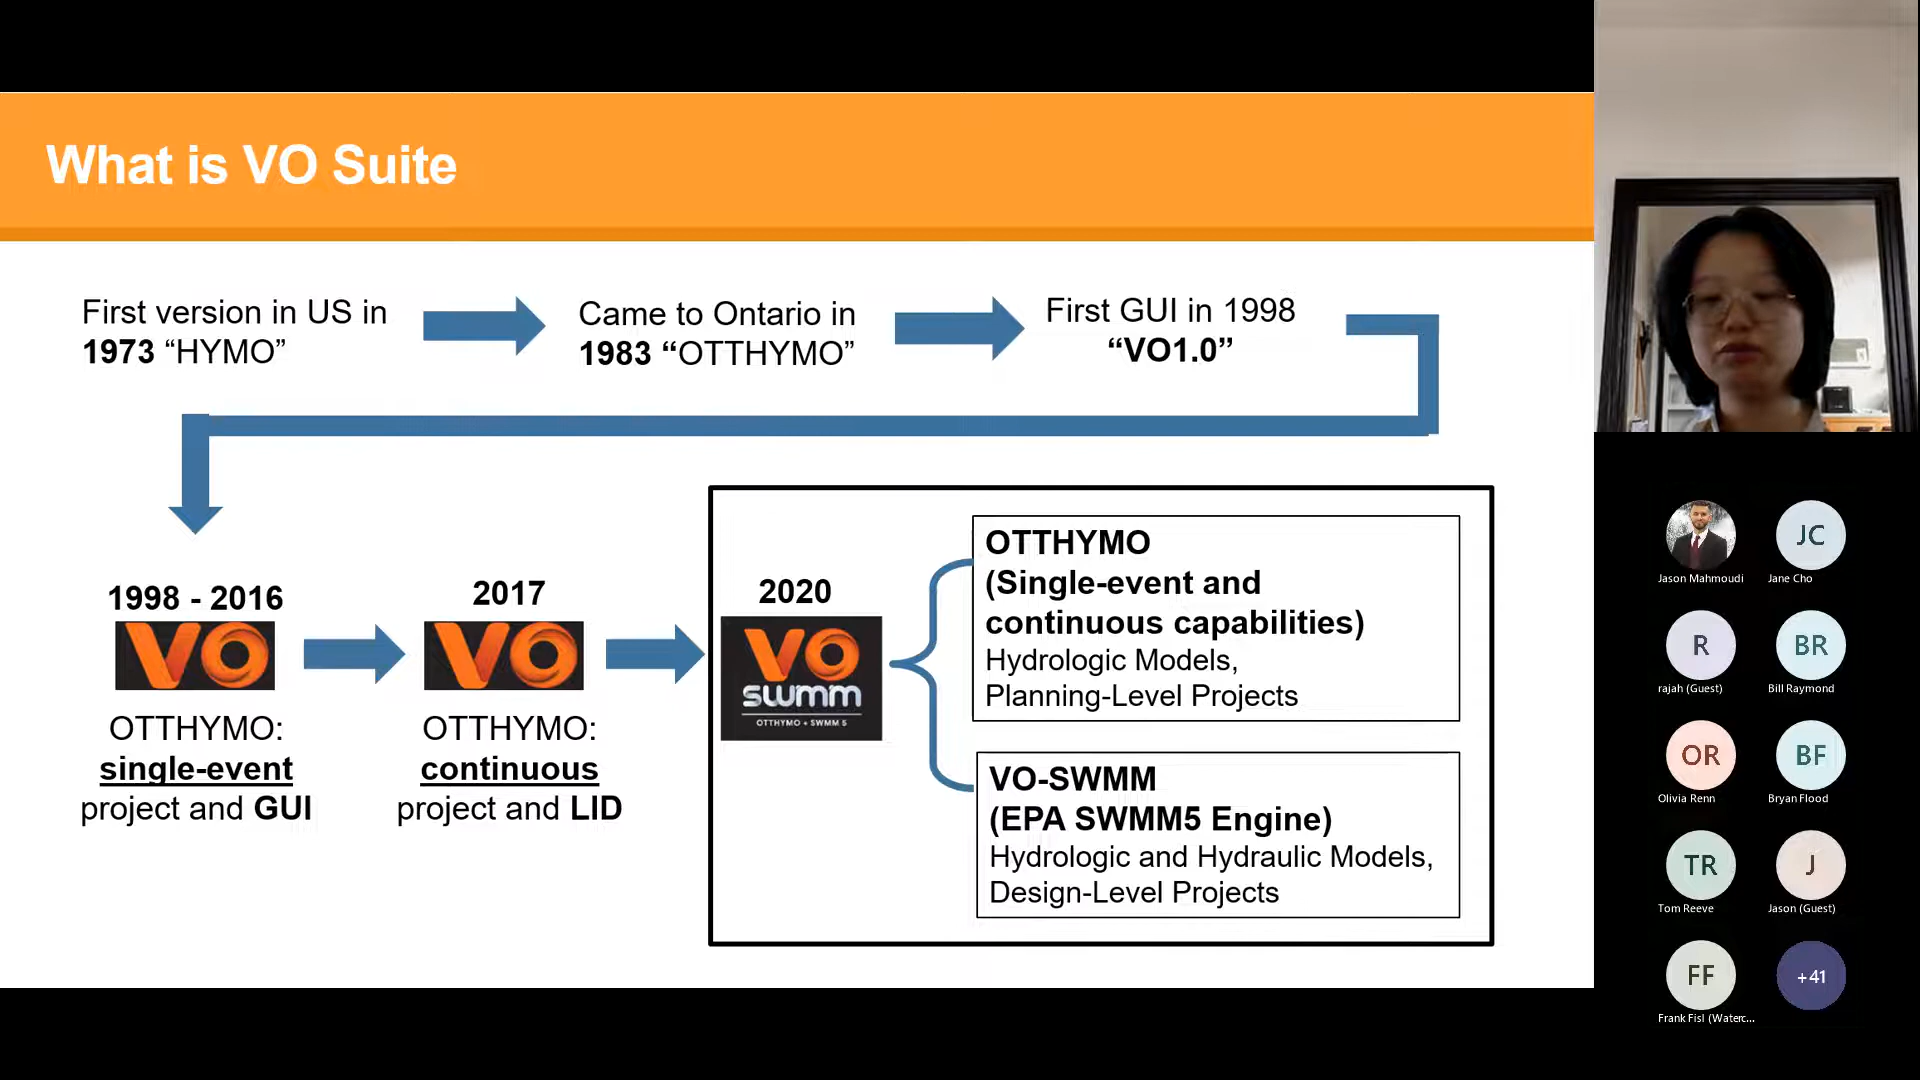 What is VO Suite
First version in US in
1973 “HYMO”
Came to Ontario in
1983 “OTTHYMO”
First GUI in 1998
“VO1.0”
1998 - 2016
VO
OTTHYMO:
single-event
project and GUI
2017
VO
OTTHYMO:
continuous
project and LID
2020
VO
swmm
OTTHYMO + SWMM 5
OTTHYMO
(Single-event and
continuous capabilities)
Hydrologic Models,
Planning-Level Projects
VO-SWMM
(EPA SWMM5 Engine)
Hydrologic and Hydraulic Models,
Design-Level Projects
Jason Mahmoudi
JC
Jane Cho
R
rajah (Guest)
BR
Bill Raymond
OR
Olivia Renn
BF
Bryan Flood
TR
Tom Reeve
J
Jason (Guest)
FF
Frank Fisl (Waterc...
+41